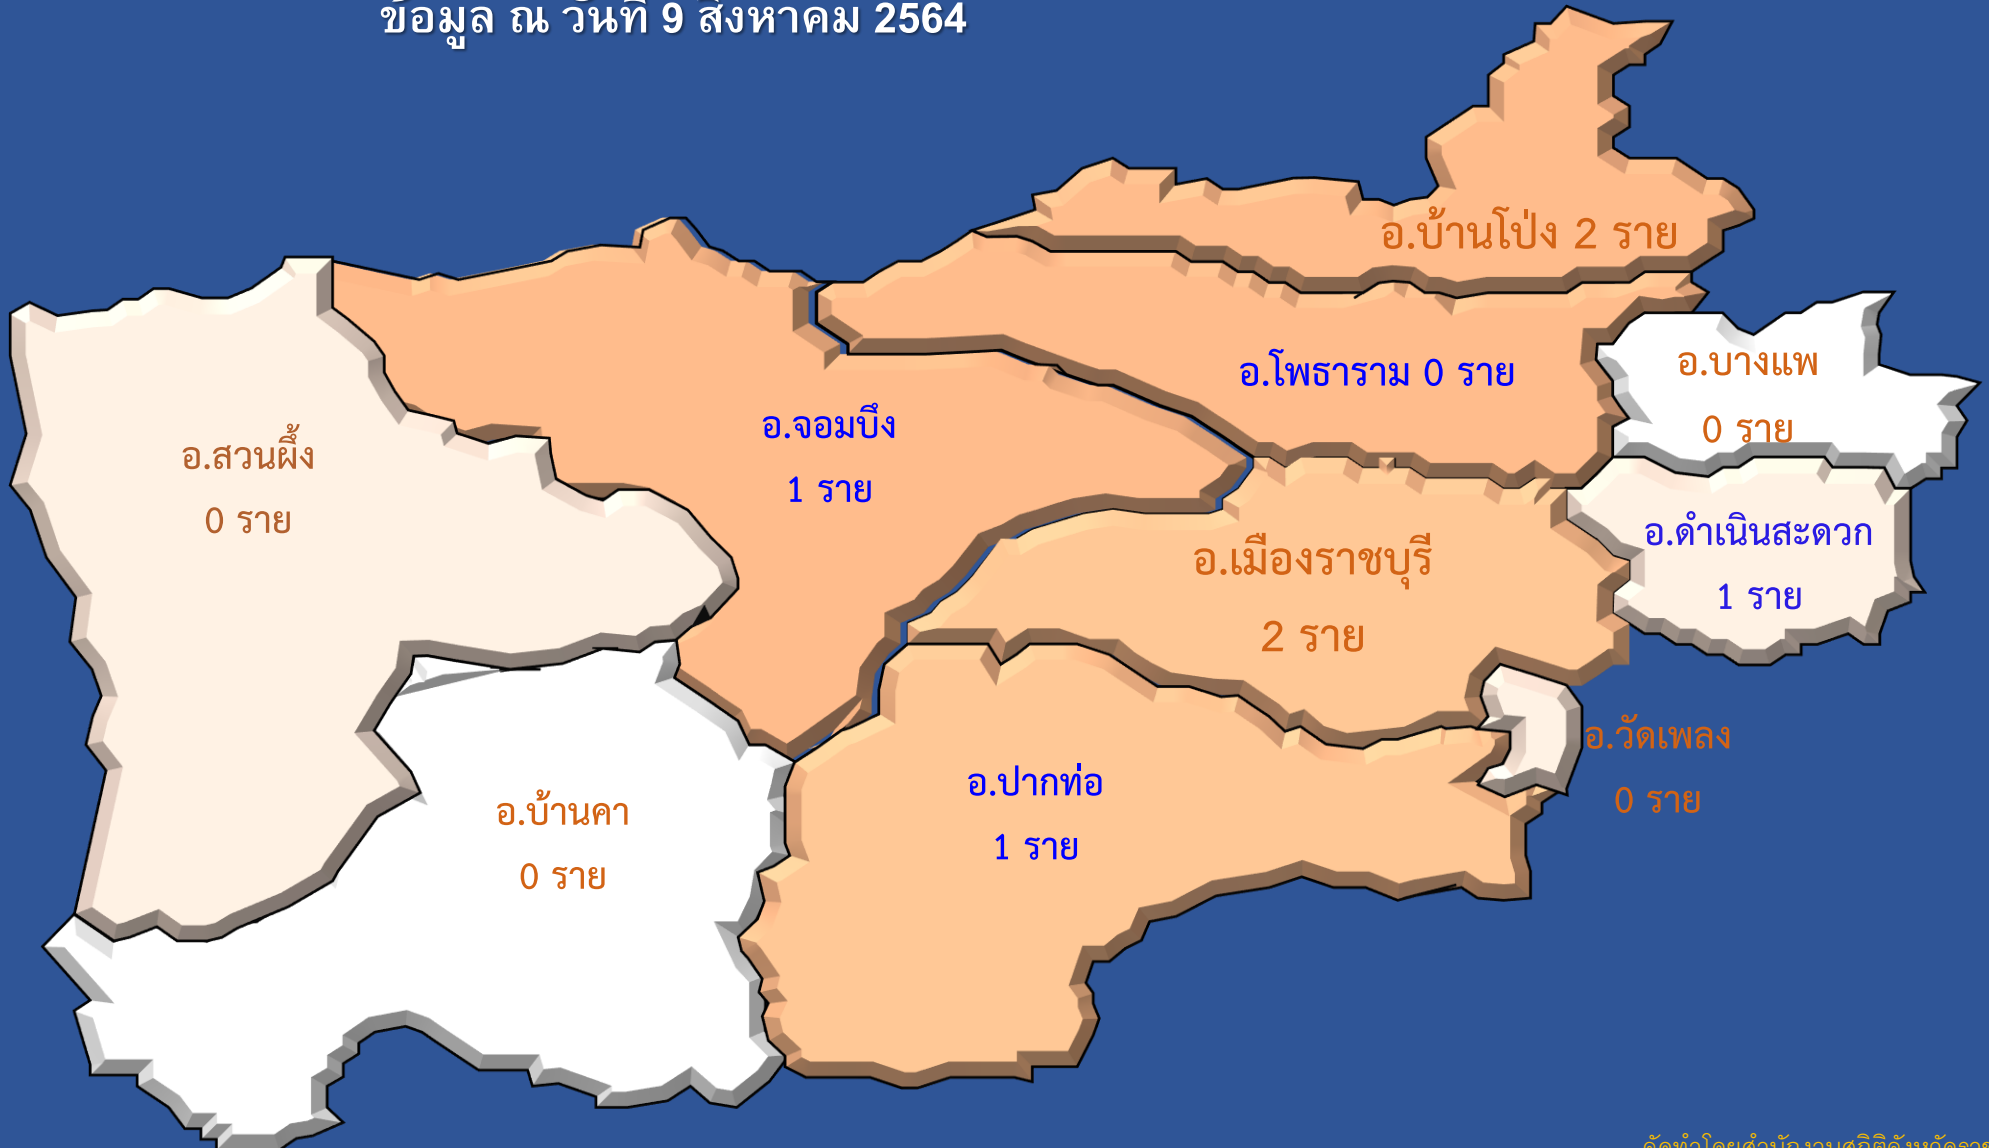 ข้อมูล ณ วันที่ 9 สิงหาคม 2564
อ.บ้านโป่ง 2 ราย
อ.โพธาราม 0 ราย
อ.บางแพ
0 ราย
อ.จอมบึง
1 ราย
อ.สวนผึ้ง
0 ราย
อ.ดำเนินสะดวก
1 ราย
อ.เมืองราชบุรี
2 ราย
อ.วัดเพลง
0 ราย
อ.ปากท่อ
1 ราย
อ.บ้านคา
0 ราย